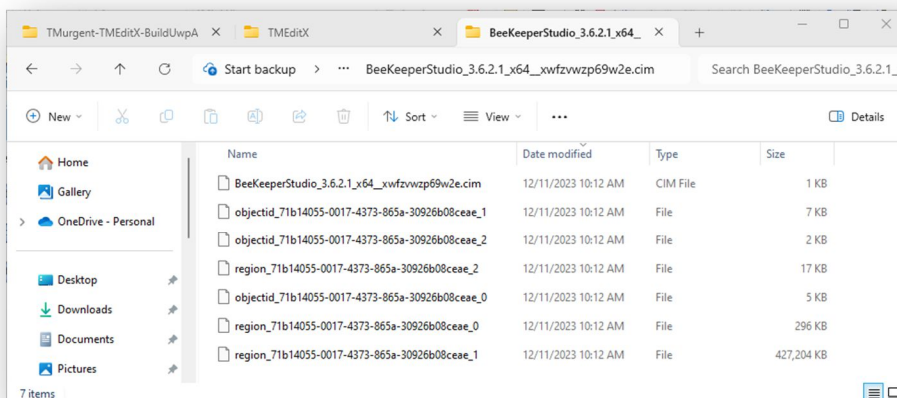 TMurgent-TMEditX-BuildUwpA
TMEditX
BeeKeeperStudio_3.6.2.1_x64_
Start backup > ... BeeKeeperStudio_3.6.2.1_x64__xwfzvwzp69w2e.cim
Search BeeKeeperStudio_3.6.2.1_
New
Sort
View
...
Details
Home
Gallery
OneDrive - Personal
Desktop
Downloads
Documents
Pictures
Name Date modified Type Size
BeeKeeperStudio_3.6.2.1_x64__xwfzvwzp69w2e.cim 12/11/2023 10:12 AM CIM File 1 KB
objectid_71b14055-0017-4373-865a-30926b08ceae_1 12/11/2023 10:12 AM File 7 KB
objectid_71b14055-0017-4373-865a-30926b08ceae_2 12/11/2023 10:12 AM File 2 KB
region_71b14055-0017-4373-865a-30926b08ceae_2 12/11/2023 10:12 AM File 17 KB
objectid_71b14055-0017-4373-865a-30926b08ceae_0 12/11/2023 10:12 AM File 5 KB
region_71b14055-0017-4373-865a-30926b08ceae_0 12/11/2023 10:12 AM File 296 KB
region_71b14055-0017-4373-865a-30926b08ceae_1 12/11/2023 10:12 AM File 427,204 KB
7 items